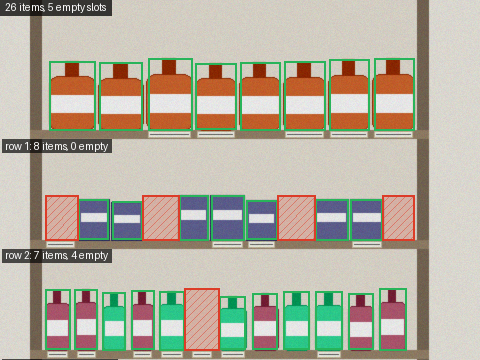 26 items, 5 empty slots
row 1: 8 items, 0 empty
row 2: 7 items, 4 empty